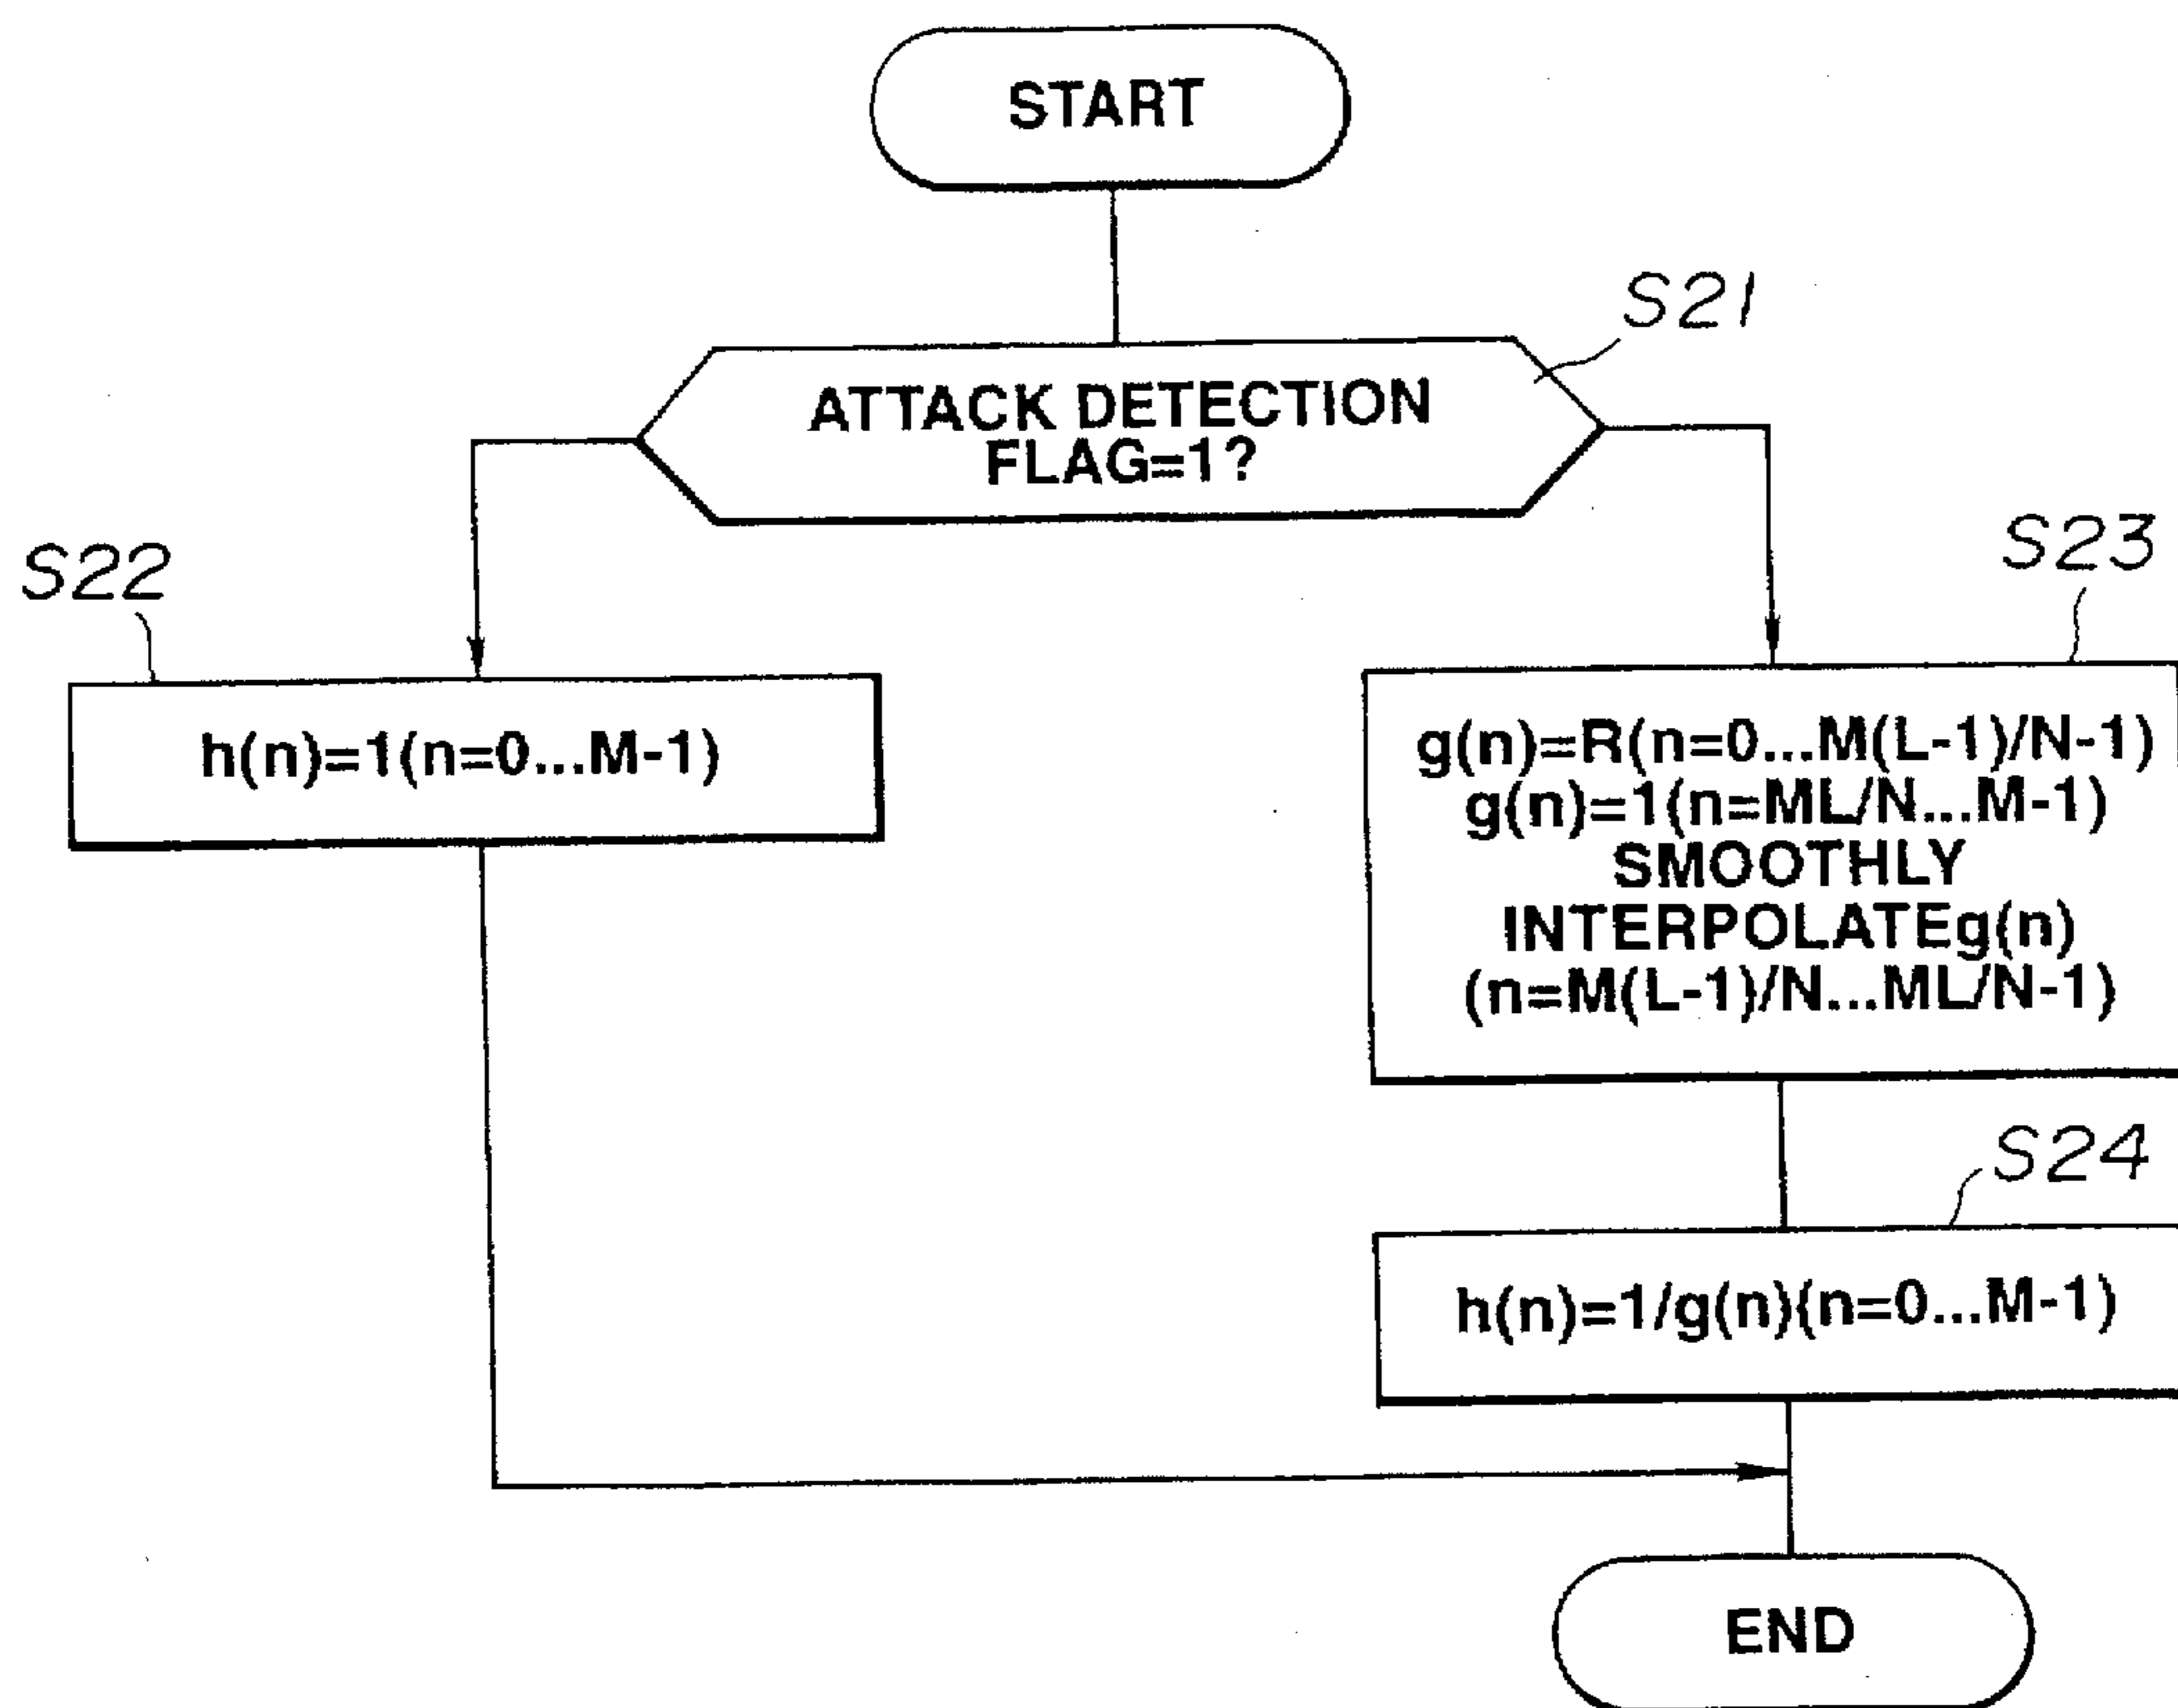 START
S21
ATTACK DETECTION
FLAG=1?
S22
h(n)=1(n=0...M-1)
S23
g(n)=R(n=0...M(L-1)/N-1)
g(n)=1(n=ML/N...M-1)
SMOOTHLY
INTERPOLATEg(n)
(n=M(L-1)/N...ML/N-1)
S24
h(n)=1/g(n)(n=0...M-1)
END